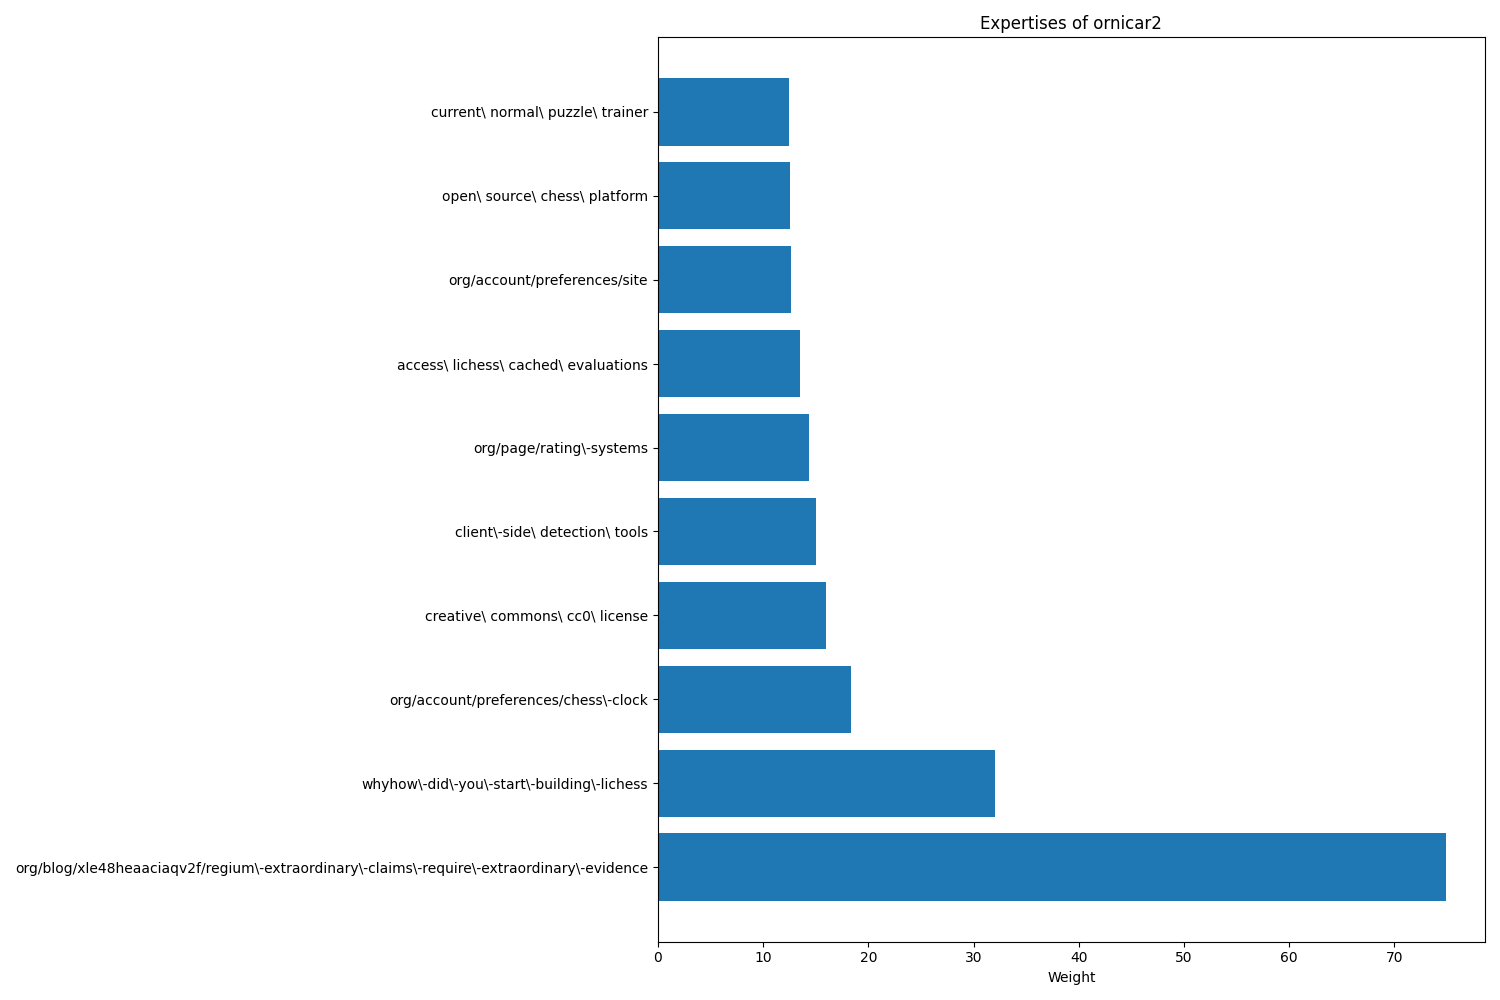 Expertises of ornicar2
current\ normal\ puzzle\ trainer
open\ source\ chess\ platform
org/account/preferences/site
access\ lichess\ cached\ evaluations
org/page/rating\-systems
client\-side\ detection\ tools
creative\ commons\ cc0\ license
org/account/preferences/chess\-clock
whyhow\-did\-you\-start\-building\-lichess
org/blog/xle48heaaciaqv2f/regium\-extraordinary\-claims\-require\-extraordinary\-evidence
0 10 20 30 40 50 60 70
Weight